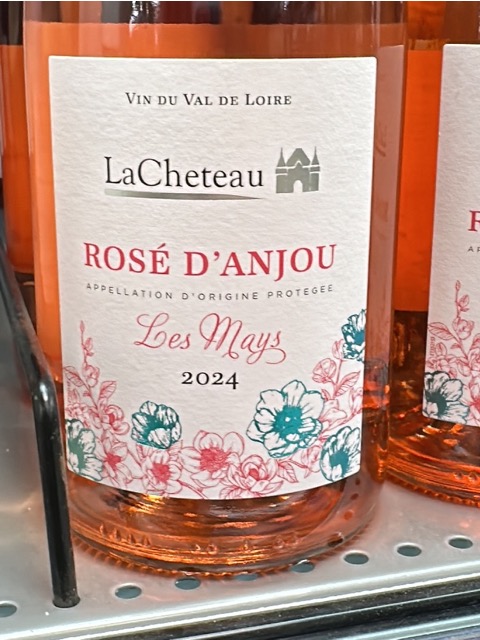 VIN DU VAL DE LOIRE
LaCheteau
ROSÉ D'ANJOU
APPELLATION D'ORIGINE PROTEGEE
Les Mays
2024